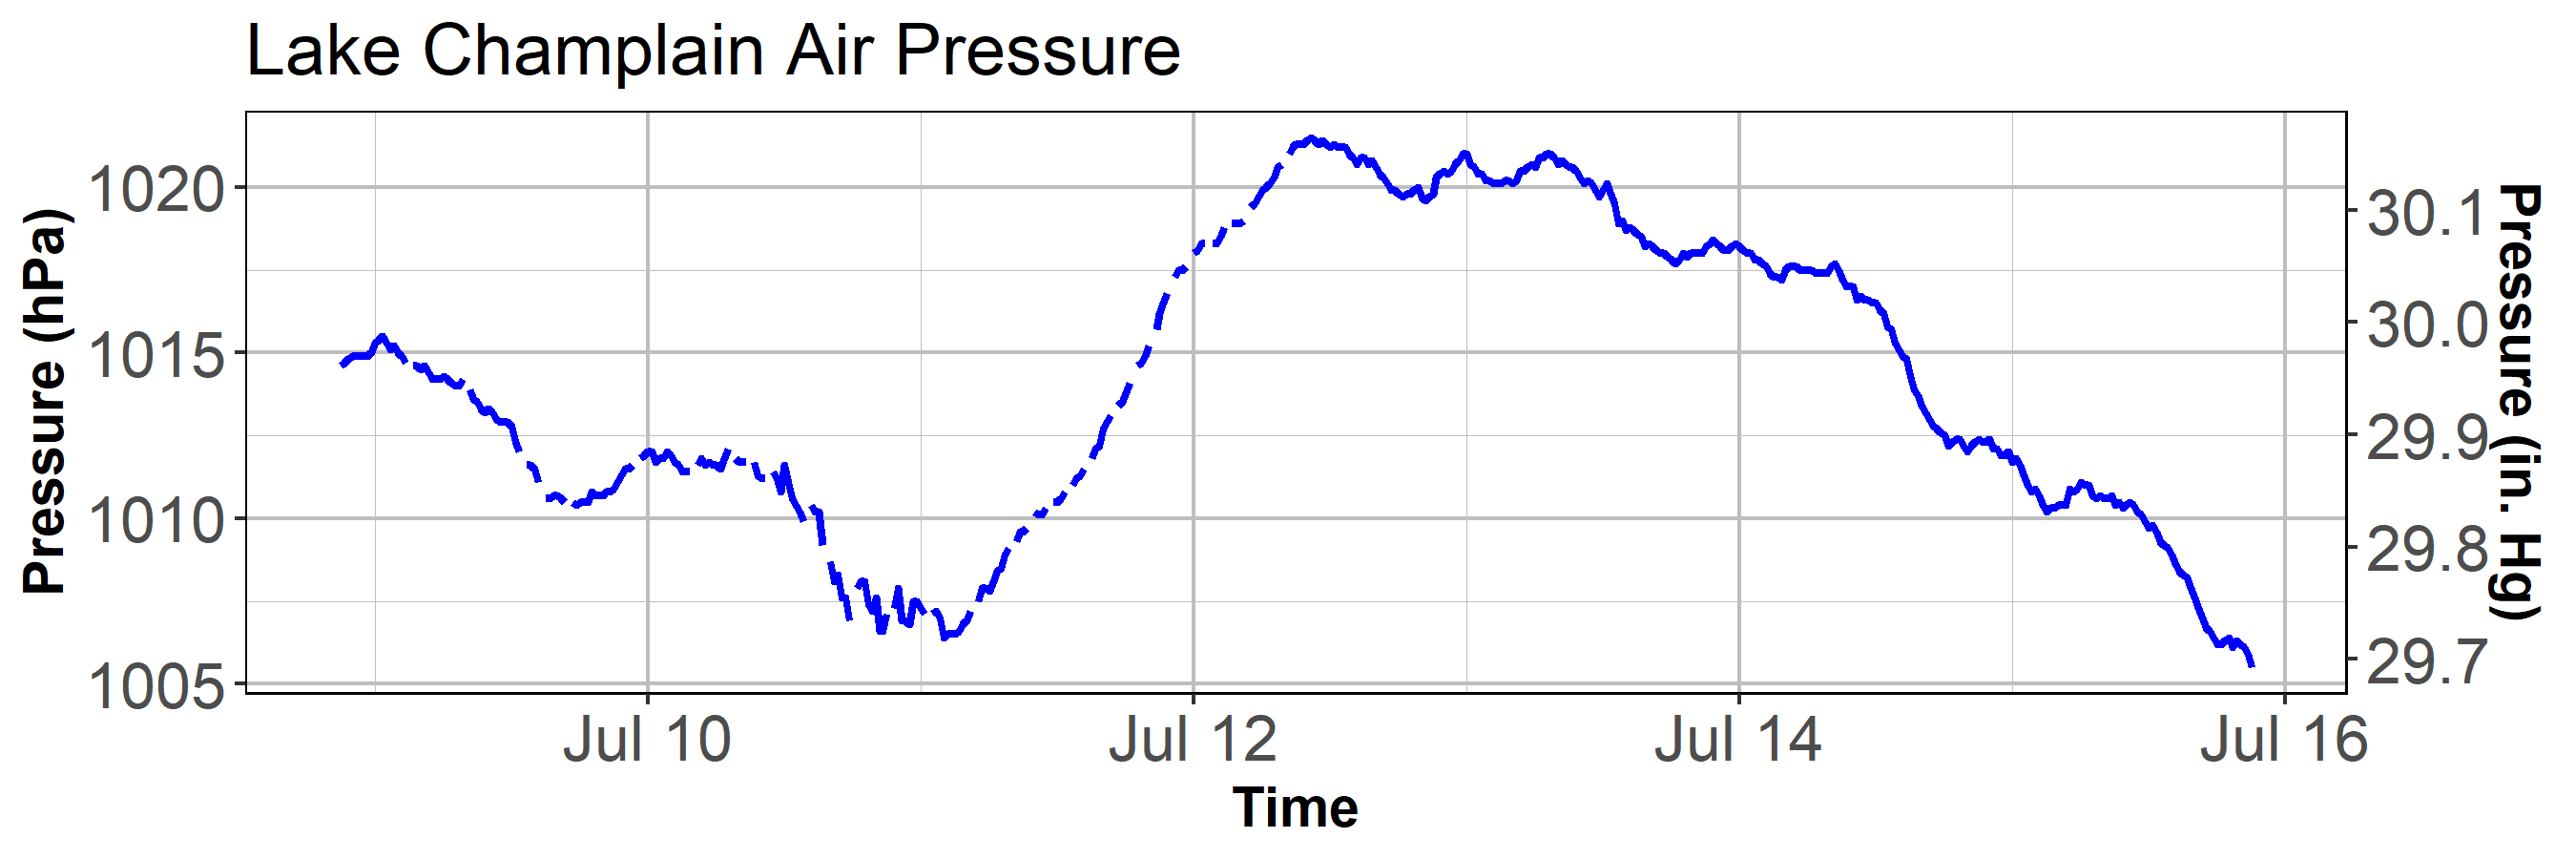 Lake Champlain Air Pressure
Pressure (hPa)
1020
1015
1010
1005
30.1
30.0
29.9
29.8
29.7
Pressure (in. Hg)
Jul 10
Jul 12
Jul 14
Jul 16
Time